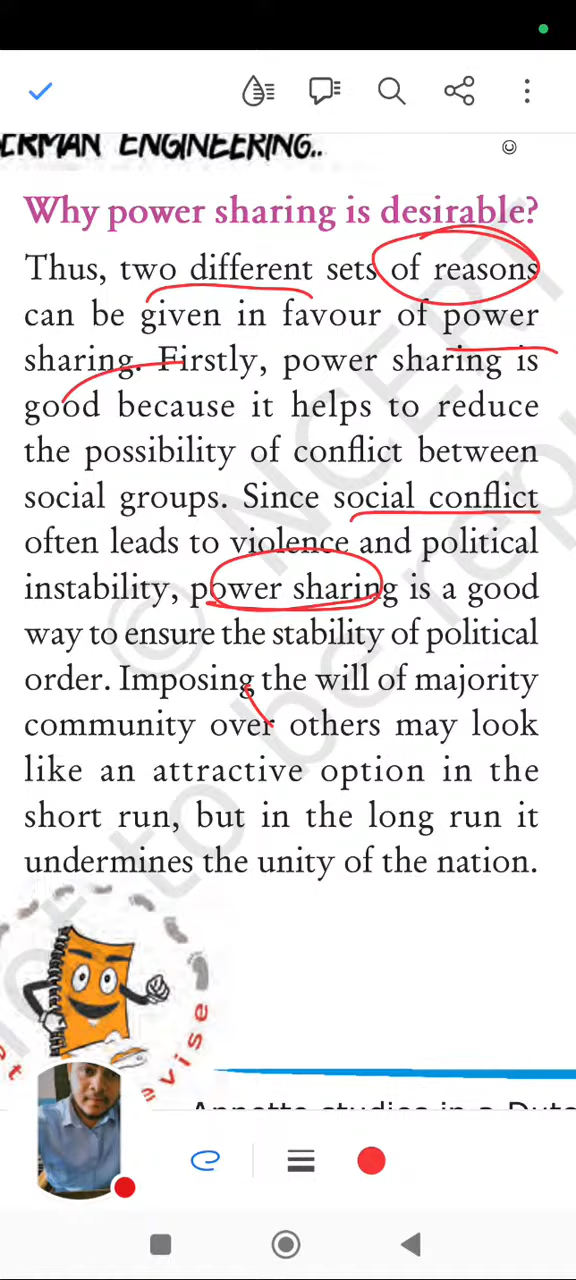 ERMAN ENGINEERING..
Why power sharing is desirable?
Thus, two different sets of reasons
can be given in favour of power
sharing. Firstly, power sharing is
good because it helps to reduce
the possibility of conflict between
social groups. Since social conflict
often leads to violence and political
instability, power sharing is a good
way to ensure the stability of political
order. Imposing the will of majority
community over others may look
like an attractive option in the
short run, but in the long run it
undermines the unity of the nation.
Annette studies in a Dut